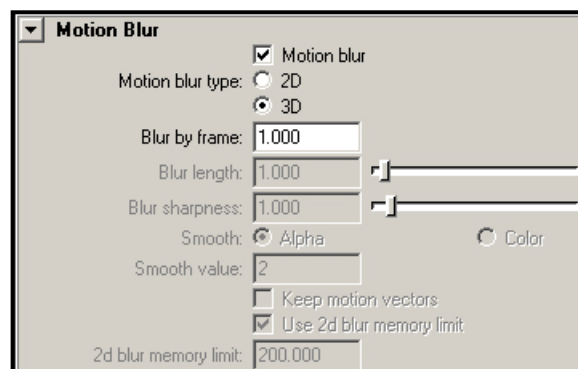 Motion Blur
Motion blur
Motion blur type: 2D
3D
Blur by frame: 1.000
Blur length: 1.000
Blur sharpness: 1.000
Smooth: Alpha Color
Smooth value: 2
Keep motion vectors
Use 2d blur memory limit
2d blur memory limit: 200.000